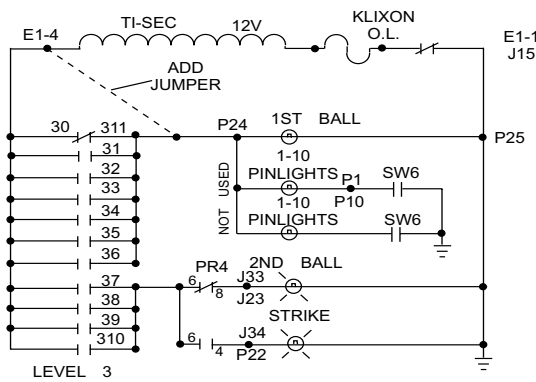 TI-SEC 12V
KLIXON
O.L.
E1-4
E1-1
J15
ADD
JUMPER
30 311
P24
1ST BALL
P25
31
1-10
PINLIGHTS
P1
P10
SW6
32
33
NOT USED
1-10
PINLIGHTS
SW6
34
35
36
37
PR4
6 8
J33
J23
2ND BALL
38
39
STRIKE
310
6 4
J34
P22
LEVEL 3